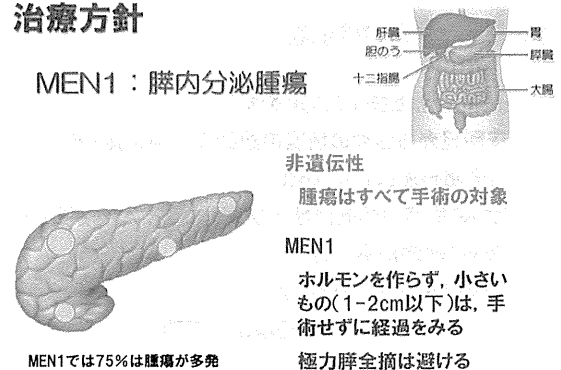 治療方針
MEN1：膵内分泌腫瘍
肝臓
胆のう
十二指腸
胃
膵臓
大腸
非遺伝性
腫瘍はすべて手術の対象
MEN1
ホルモンを作らず，小さい
もの（1-2cm以下）は，手
術せずに経過をみる
極力膵全摘は避ける
MEN1では75％は腫瘍が多発